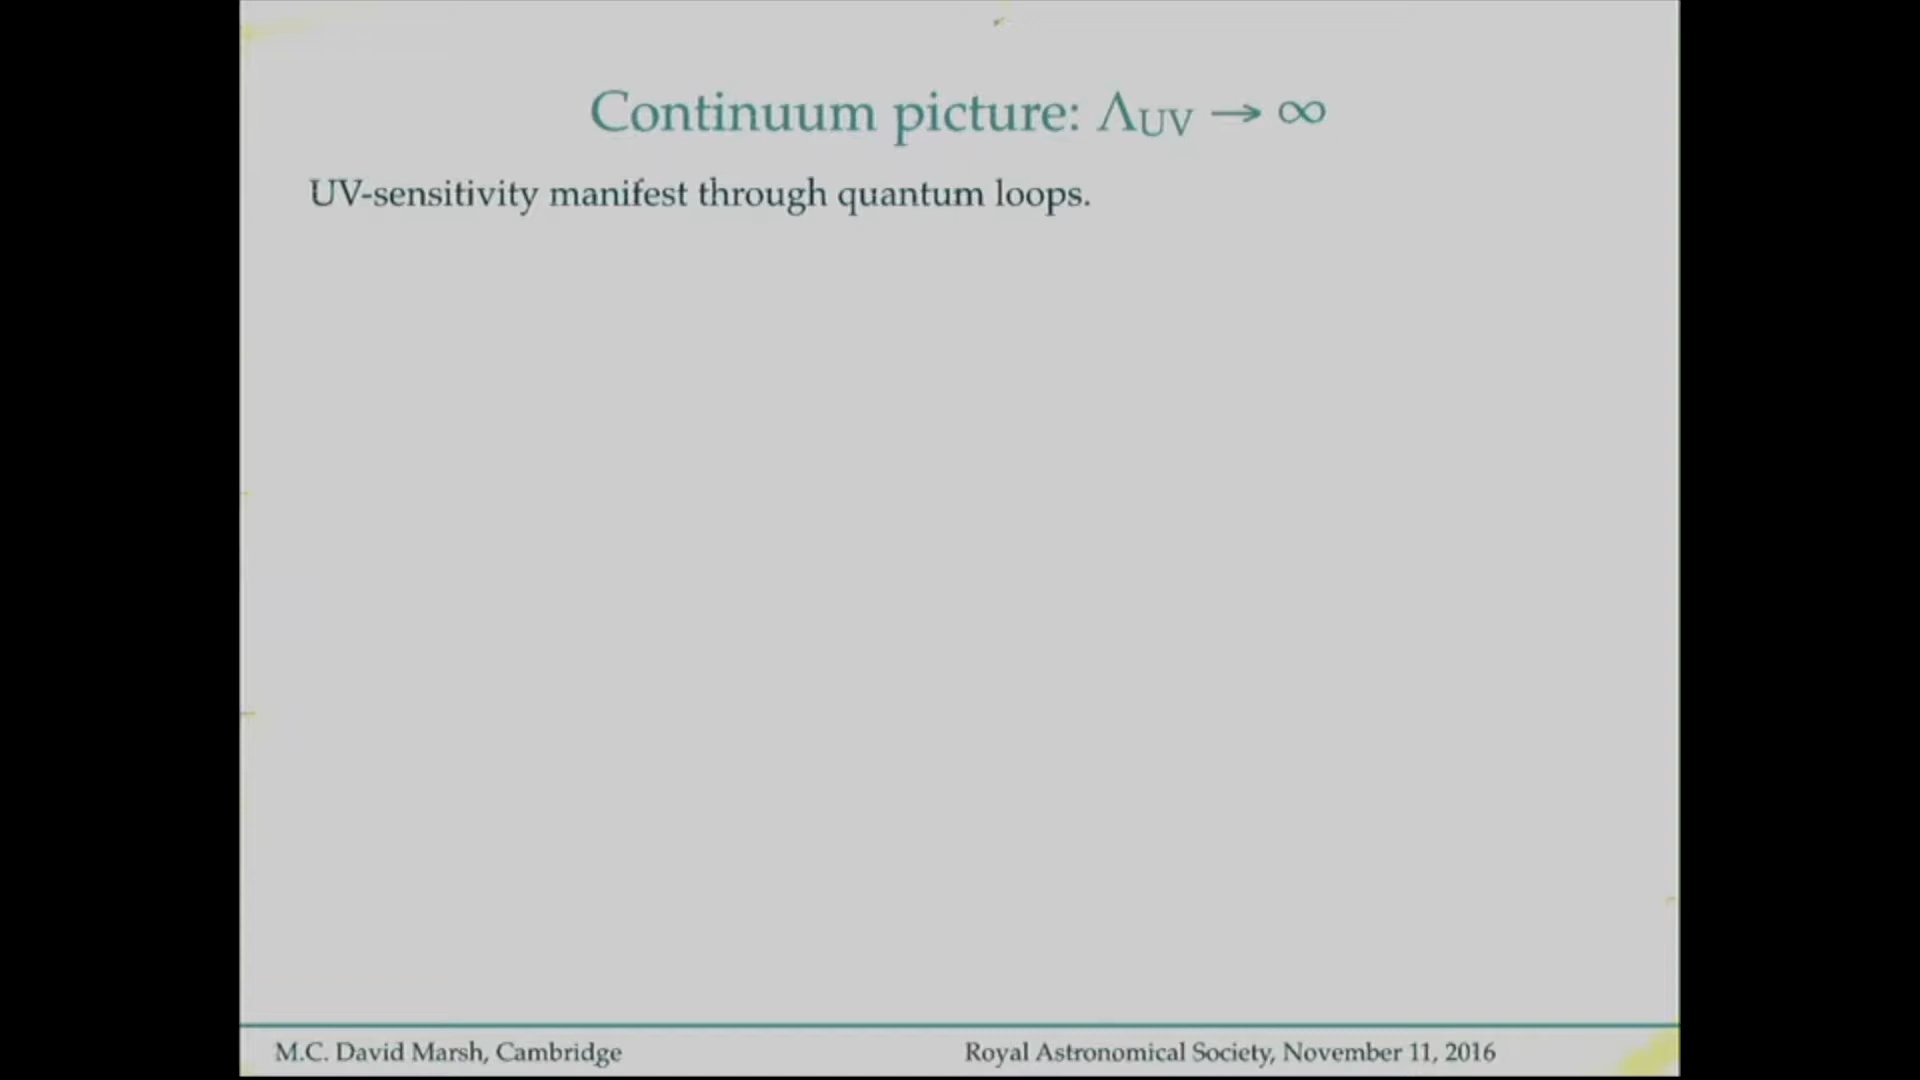 Continuum picture: Λ_UV → ∞
UV-sensitivity manifest through quantum loops.
M.C. David Marsh, Cambridge
Royal Astronomical Society, November 11, 2016